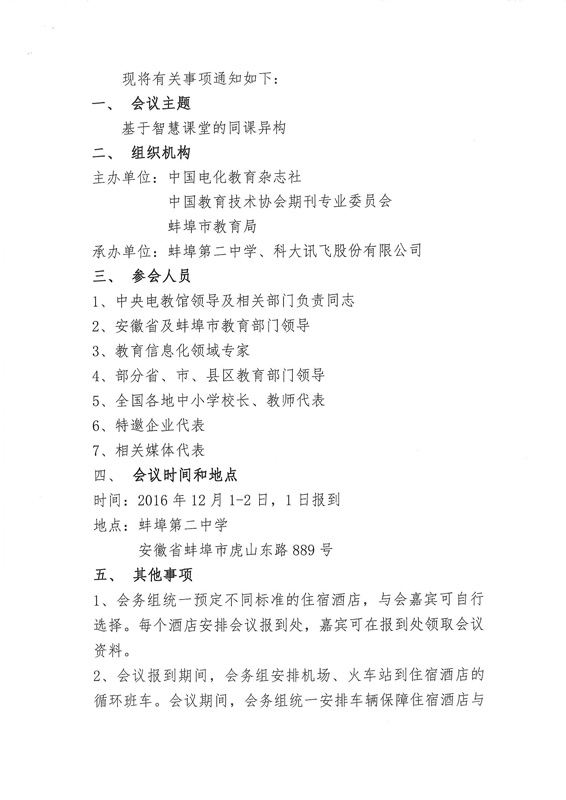 现将有关事项通知如下：
一、 会议主题
基于智慧课堂的同课异构
二、 组织机构
主办单位：中国电化教育杂志社
中国教育技术协会期刊专业委员会
蚌埠市教育局
承办单位：蚌埠第二中学、科大讯飞股份有限公司
三、 参会人员
1、中央电教馆领导及相关部门负责同志
2、安徽省及蚌埠市教育部门领导
3、教育信息化领域专家
4、部分省、市、县区教育部门领导
5、全国各地中小学校长、教师代表
6、特邀企业代表
7、相关媒体代表
四、 会议时间和地点
时间：2016年12月1-2日，1日报到
地点：蚌埠第二中学
安徽省蚌埠市虎山东路889号
五、 其他事项
1、会务组统一预定不同标准的住宿酒店，与会嘉宾可自行
选择。每个酒店安排会议报到处，嘉宾可在报到处领取会议
资料。
2、会议报到期间，会务组安排机场、火车站到住宿酒店的
循环班车。会议期间，会务组统一安排车辆保障住宿酒店与